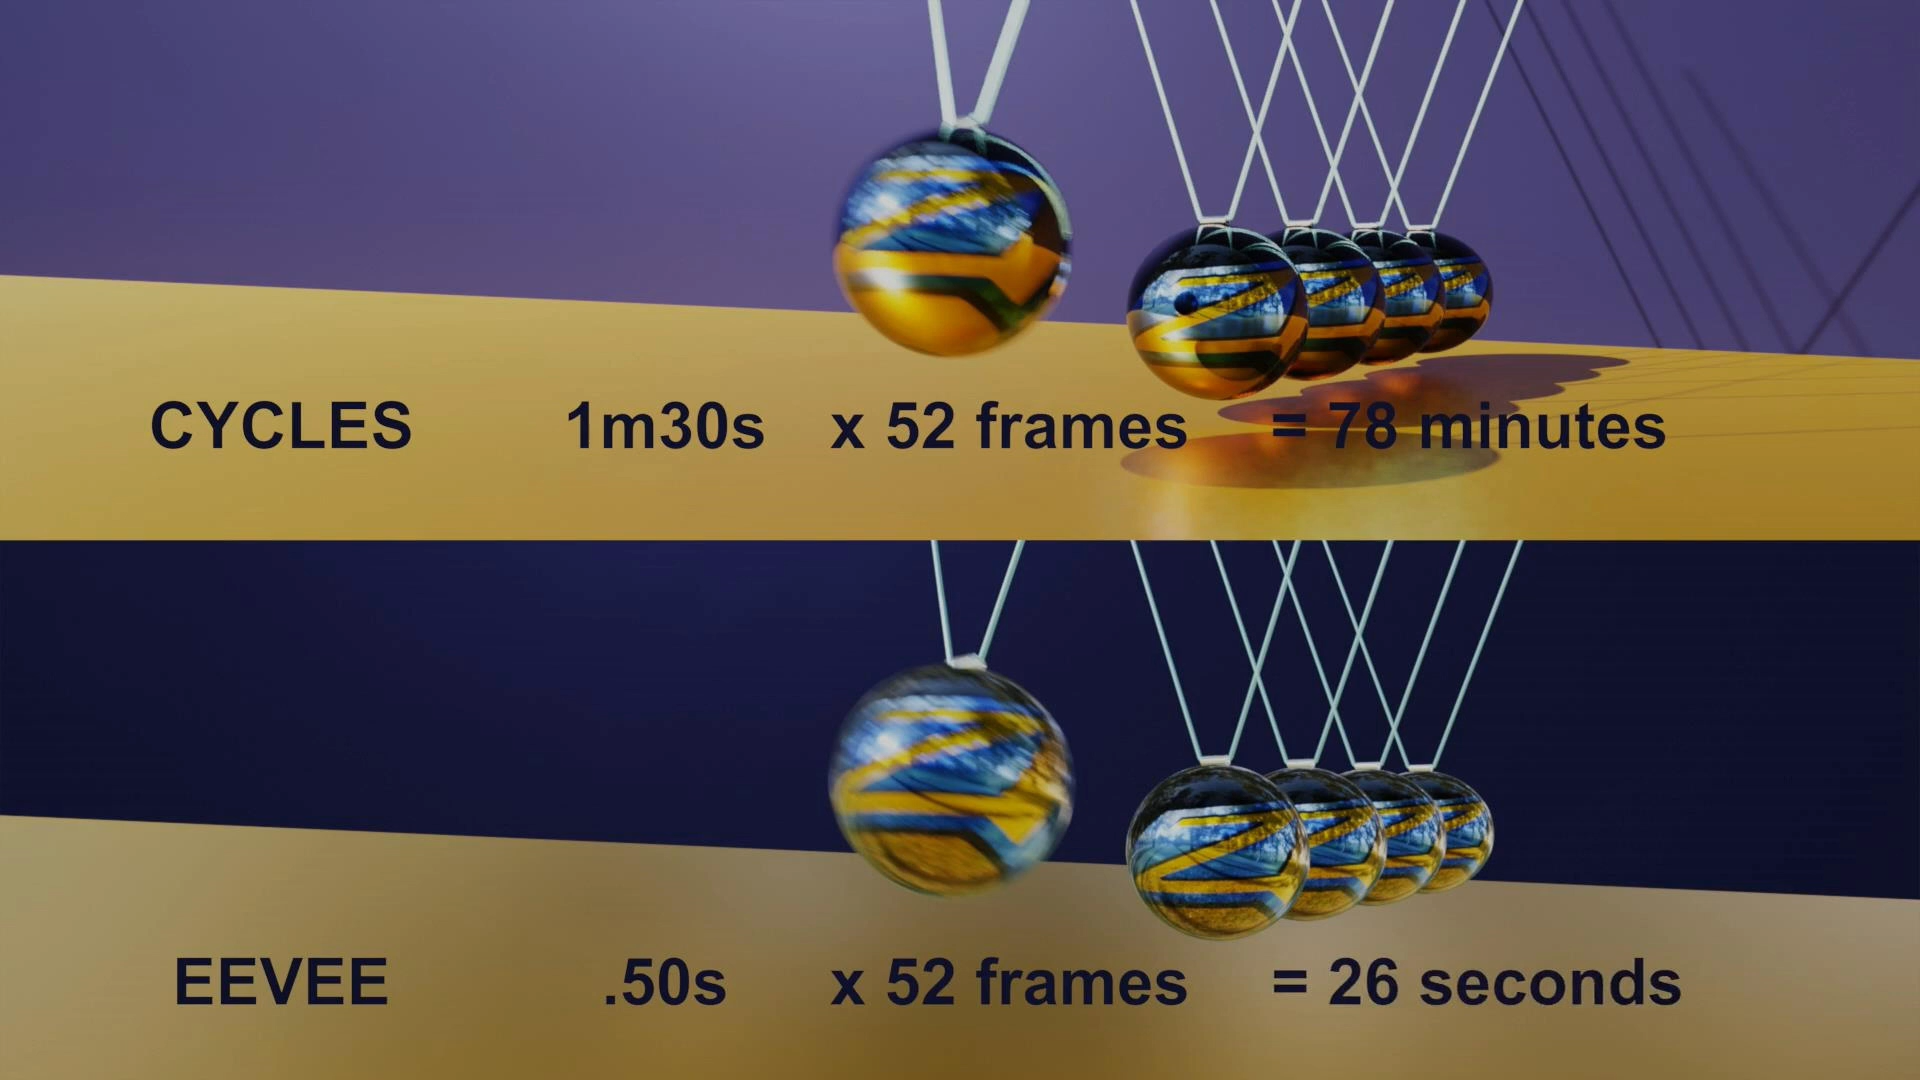 CYCLES 1m30s x 52 frames = 78 minutes
EEVEE .50s x 52 frames = 26 seconds